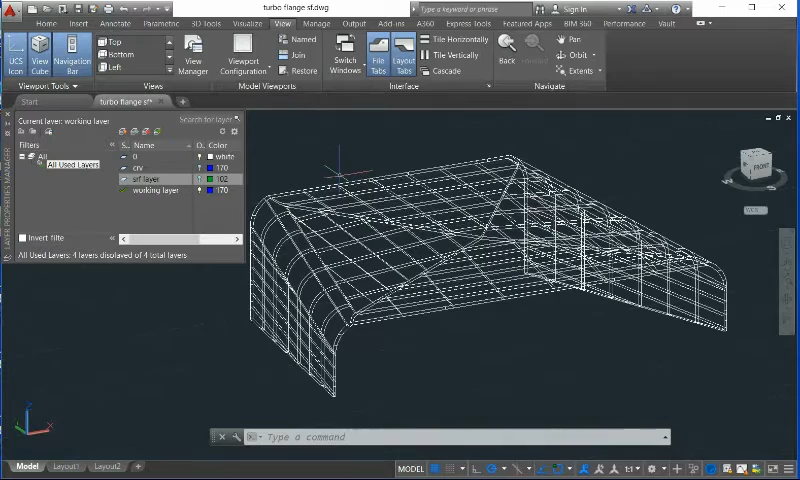 turbo flange sf.dwg
Type a keyword or phrase
Sign In
Home
Insert
Annotate
Parametric
3D Tools
Visualize
View
Manage
Output
Add-ins
A360
Express Tools
Featured Apps
BIM 360
Performance
Vault
UCS Icon
View Cube
Navigation Bar
Top
Bottom
Left
View Manager
Viewport Configuration
Named
Join
Restore
Switch Windows
File Tabs
Layout Tabs
Tile Horizontally
Tile Vertically
Cascade
Back
Forward
Pan
Orbit
Extents
Viewport Tools
Views
Model Viewports
Interface
Navigate
Start
turbo flange sf*
Current layer: working layer
Search for layer
Filters
All
All Used Layers
S.. Name O.. Color
0 white
crv 170
srf layer 102
working layer 170
Invert filte
All Used Layers: 4 layers displayed of 4 total layers
LAYER PROPERTIES MANAGER
FRONT
WCS
X
Type a command
Model
Layout1
Layout2
MODEL
1:1